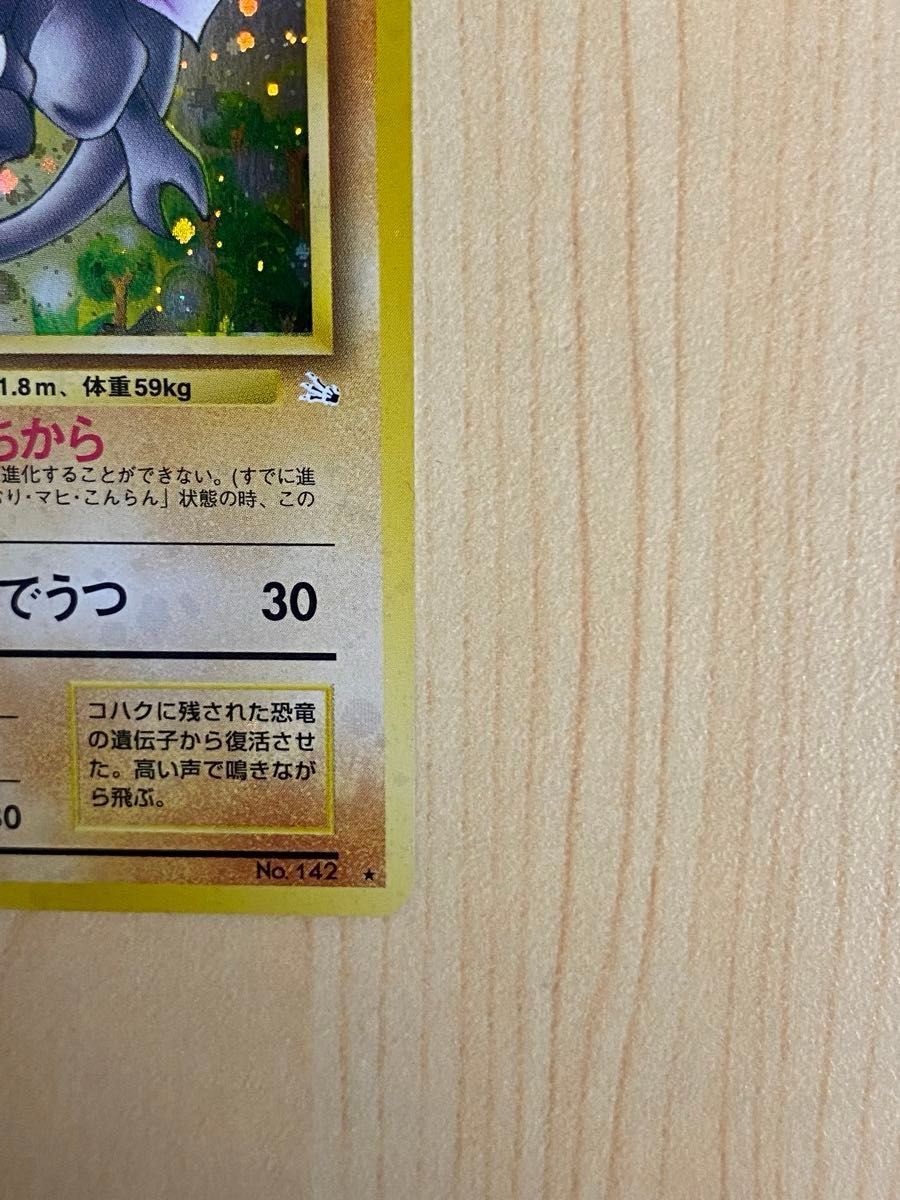 1.8m、体重59kg
ちから
進化することができない。(すでに進
り・マヒ・こんらん」状態の時、この
でうつ 30
コハクに残された恐竜
の遺伝子から復活させ
た。高い声で鳴きなが
ら飛ぶ。
80
No. 142 ★